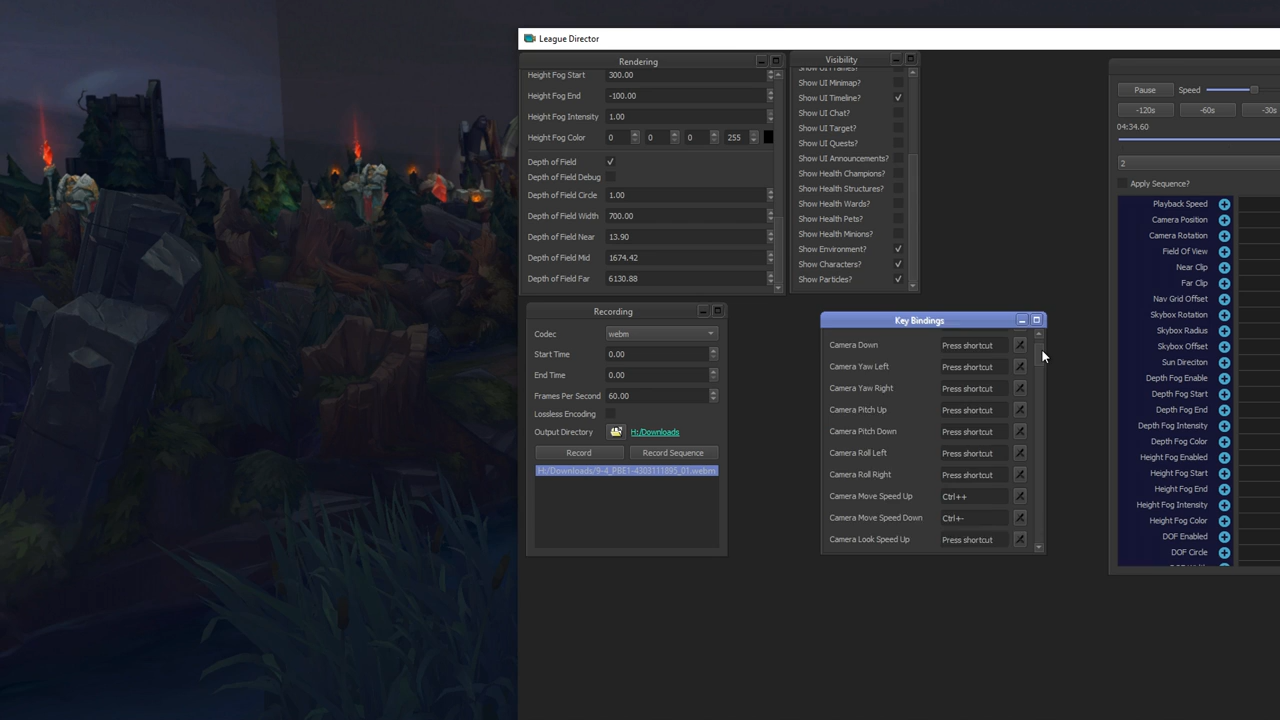 League Director
Rendering
Height Fog Start 300.00
Height Fog End -100.00
Height Fog Intensity 1.00
Height Fog Color 0 0 0 255
Depth of Field
Depth of Field Debug
Depth of Field Circle 1.00
Depth of Field Width 700.00
Depth of Field Near 13.90
Depth of Field Mid 1674.42
Depth of Field Far 6130.88
Visibility
Show UI Frames?
Show UI Minimap?
Show UI Timeline?
Show UI Chat?
Show UI Target?
Show UI Quests?
Show UI Announcements?
Show Health Champions?
Show Health Structures?
Show Health Wards?
Show Health Pets?
Show Health Minions?
Show Environment?
Show Characters?
Show Particles?
Recording
Codec webm
Start Time 0.00
End Time 0.00
Frames Per Second 60.00
Lossless Encoding
Output Directory H:/Downloads
Record Record Sequence
H:/Downloads/9-4_PBE1-4303111895_01.webm
Key Bindings
Camera Down Press shortcut
Camera Yaw Left Press shortcut
Camera Yaw Right Press shortcut
Camera Pitch Up Press shortcut
Camera Pitch Down Press shortcut
Camera Roll Left Press shortcut
Camera Roll Right Press shortcut
Camera Move Speed Up Ctrl++
Camera Move Speed Down Ctrl+-
Camera Look Speed Up Press shortcut
Pause Speed
-120s -60s -30s
04:34.60
2
Apply Sequence?
Playback Speed
Camera Position
Camera Rotation
Field Of View
Near Clip
Far Clip
Nav Grid Offset
Skybox Rotation
Skybox Radius
Skybox Offset
Sun Direciton
Depth Fog Enable
Depth Fog Start
Depth Fog End
Depth Fog Intensity
Depth Fog Color
Height Fog Enabled
Height Fog Start
Height Fog End
Height Fog Intensity
Height Fog Color
DOF Enabled
DOF Circle